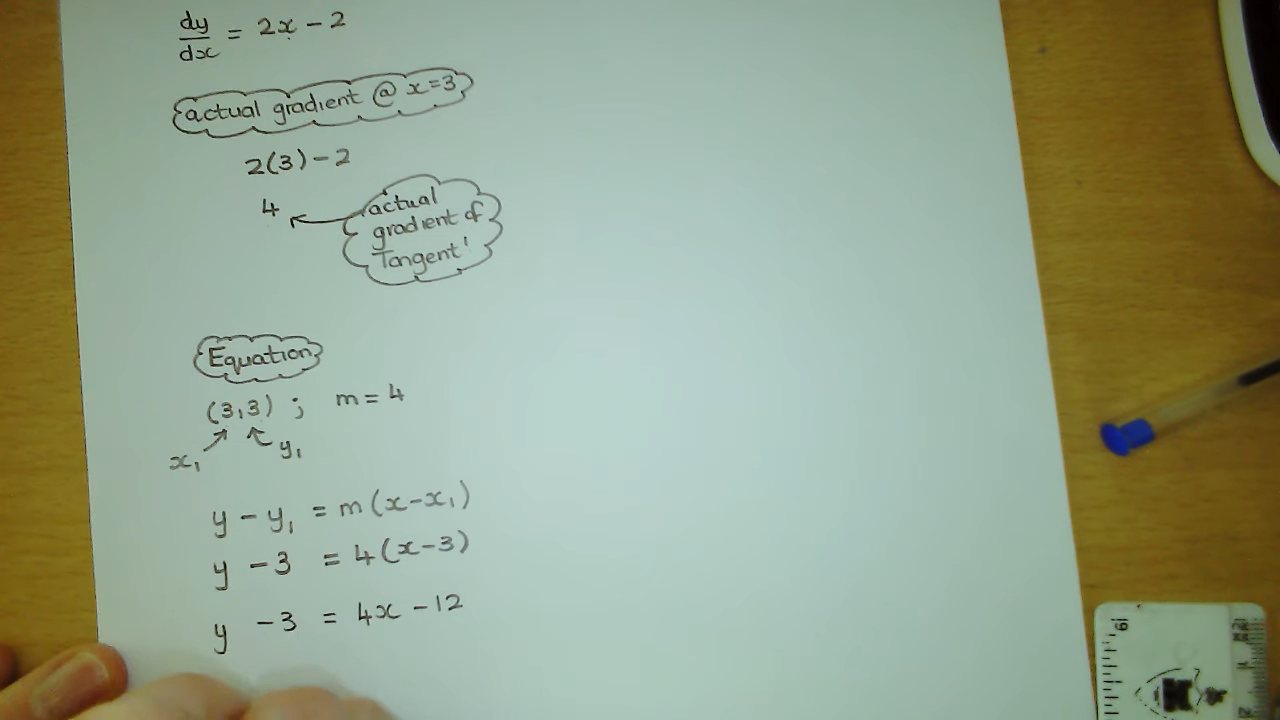 dy/dx = 2x - 2
actual gradient @ x=3
2(3) - 2
4
actual
gradient of
Tangent!
Equation
(3,3) ; m = 4
x₁ y₁
y - y₁ = m(x-x₁)
y - 3 = 4(x-3)
y - 3 = 4x - 12